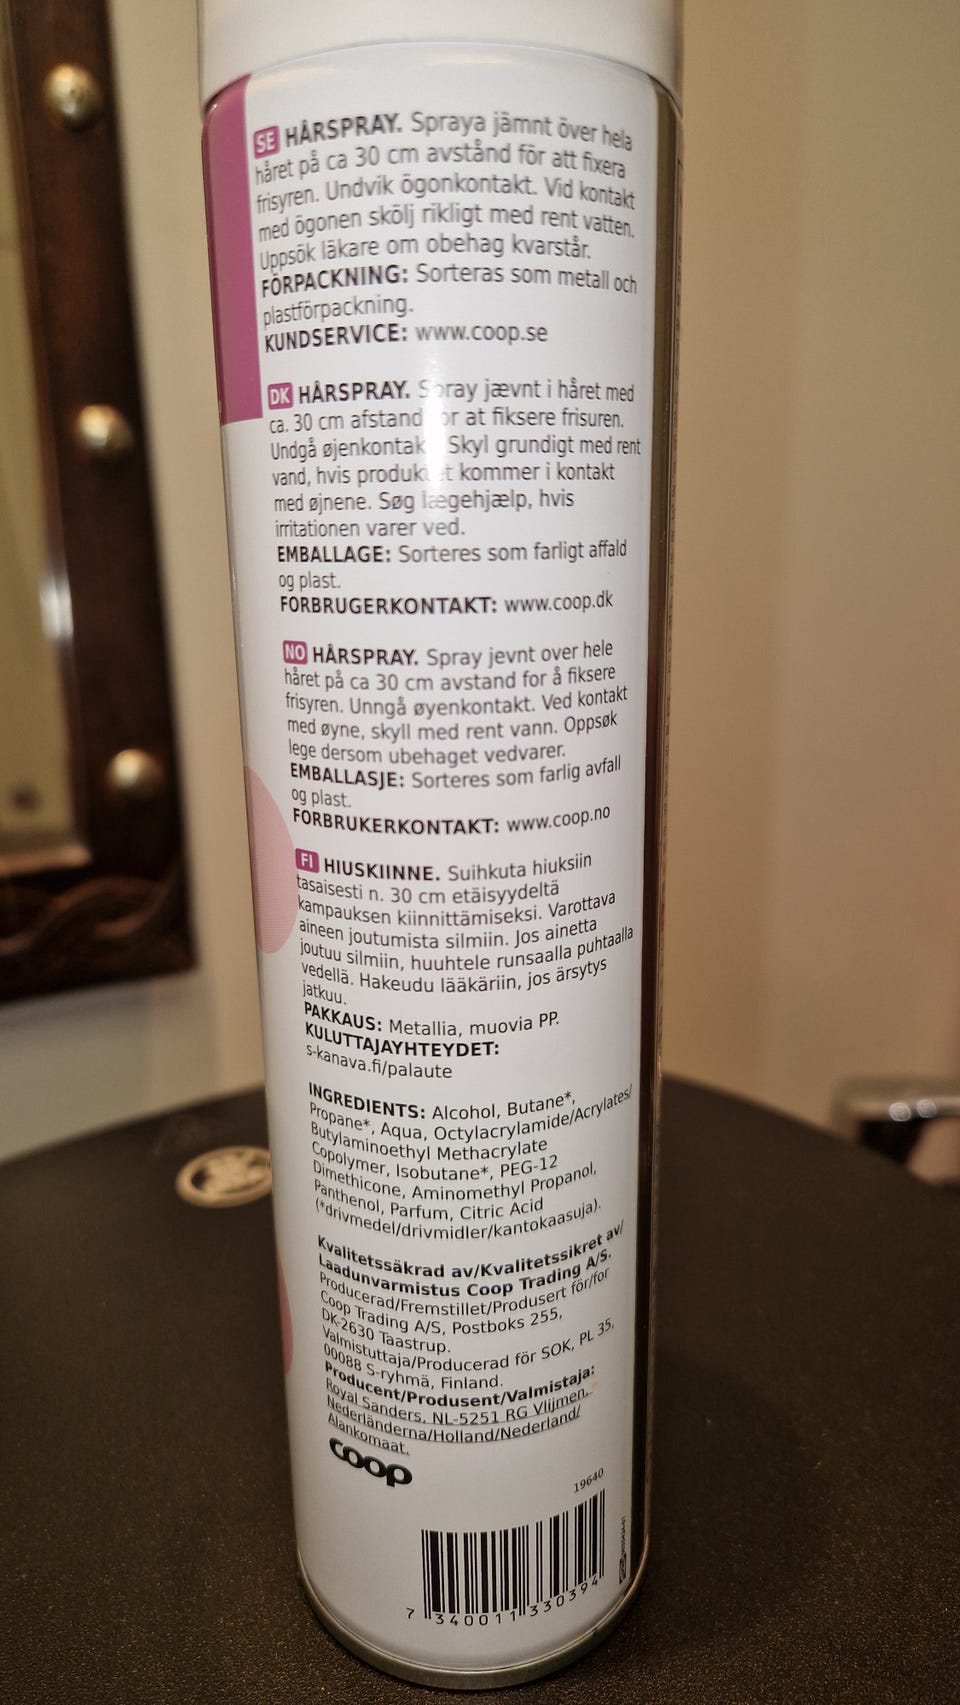 SE HÅRSPRAY. Spraya jämnt över hela
håret på ca 30 cm avstånd för att fixera
frisyren. Undvik ögonkontakt. Vid kontakt
med ögonen skölj rikligt med rent vatten.
Uppsök läkare om obehag kvarstår.
FÖRPACKNING: Sorteras som metall och
plastförpackning.
KUNDSERVICE: www.coop.se
DK HÅRSPRAY. Spray jævnt i håret med
ca. 30 cm afstand for at fiksere frisuren.
Undgå øjenkontakt. Skyl grundigt med rent
vand, hvis produktet kommer i kontakt
med øjnene. Søg lægehjælp, hvis
irritationen varer ved.
EMBALLAGE: Sorteres som farligt affald
og plast.
FORBRUGERKONTAKT: www.coop.dk
NO HÅRSPRAY. Spray jevnt over hele
håret på ca 30 cm avstand for å fiksere
frisyren. Unngå øyenkontakt. Ved kontakt
med øyne, skyll med rent vann. Oppsøk
lege dersom ubehaget vedvarer.
EMBALLASJE: Sorteres som farlig avfall
og plast.
FORBRUKERKONTAKT: www.coop.no
FI HIUSKIINNE. Suihkuta hiuksiin
tasaisesti n. 30 cm etäisyydeltä
kampauksen kiinnittämiseksi. Varottava
aineen joutumista silmiin. Jos ainetta
joutuu silmiin, huuhtele runsaalla puhtaalla
vedellä. Hakeudu lääkäriin, jos ärsytys
jatkuu.
PAKKAUS: Metallia, muovia PP.
KULUTTAJAYHTEYDET:
s-kanava.fi/palaute
INGREDIENTS: Alcohol, Butane*,
Propane*, Aqua, Octylacrylamide/Acrylates/
Butylaminoethyl Methacrylate
Copolymer, Isobutane*, PEG-12
Dimethicone, Aminomethyl Propanol,
Panthenol, Parfum, Citric Acid
(*drivmedel/drivmidler/kantokaasuja).
Kvalitetssäkrad av/Kvalitetssikret av/
Laadunvarmistus Coop Trading A/S.
Producerad/Fremstillet/Produsert för/for
Coop Trading A/S, Postboks 255,
DK-2630 Taastrup.
Valmistuttaja/Producerad för SOK, PL 35,
00088 S-ryhmä, Finland.
Producent/Produsent/Valmistaja:
Royal Sanders, NL-5251 RG Vlijmen,
Nederländerna/Holland/Nederland/
Alankomaat.
coop
19640
7 340011 330394